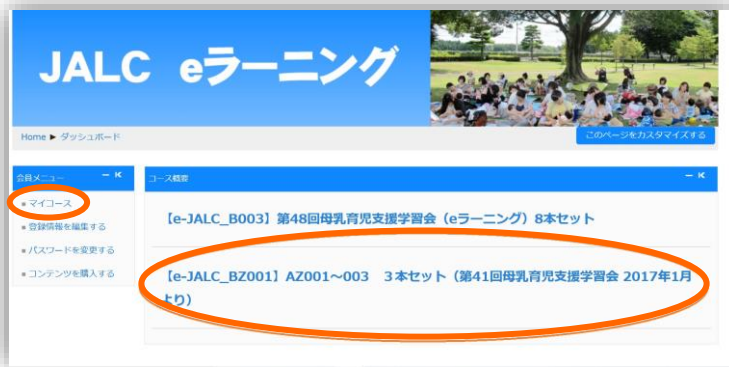 JALC eラーニング
Home ► ダッシュボード
このページをカスタマイズする
会員メニュー
マイコース
登録情報を編集する
パスワードを変更する
コンテンツを購入する
コース概要
【e-JALC_B003】第48回母乳育児支援学習会（eラーニング）8本セット
【e-JALC_BZ001】AZ001～003　３本セット（第41回母乳育児支援学習会 2017年1月
より）